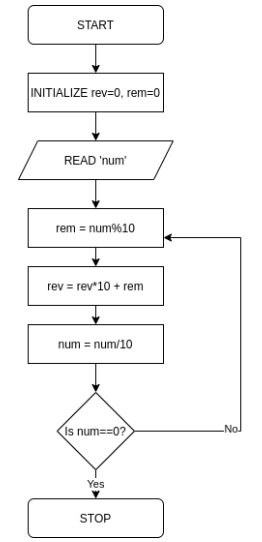 START
INITIALIZE rev=0, rem=0
READ 'num'
rem = num%10
rev = rev*10 + rem
num = num/10
Is num==0?
No
Yes
STOP